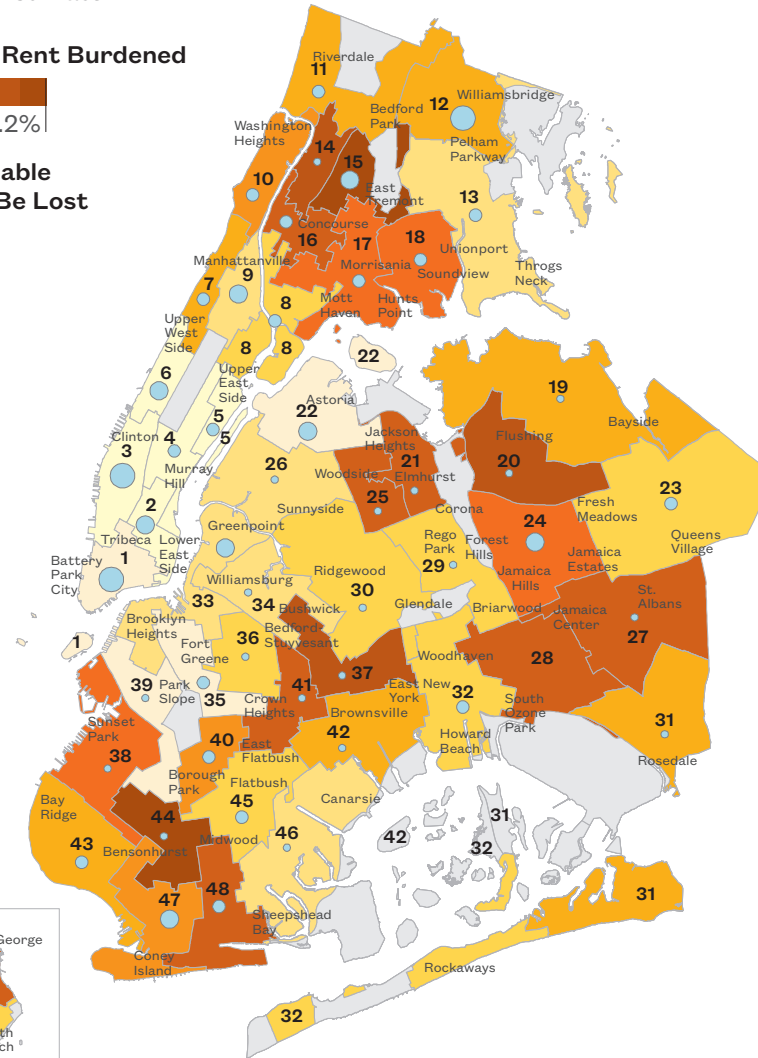 Rent Burdened
.2%
able
Be Lost
Riverdale
11
12
Williamsbridge
Bedford
Park
Washington
Heights
14
Pelham
Parkway
15
10
East
Tremont
13
Concourse
16
17
18
Unionport
Manhattanville
Morrisania
Soundview
Throgs
Neck
9
7
8
Mott
Haven
Hunts
Point
Upper
West
Side
8
8
22
6
Upper
East
Side
19
Astoria
22
5
5
Bayside
Clinton
3
4
Jackson
Heights
Flushing
21
20
26
Woodside
Elmhurst
Murray
Hill
25
23
2
Sunnyside
Corona
Fresh
Meadows
24
Greenpoint
Queens
Village
Tribeca
Lower
East
Side
Rego
Park
Forest
Hills
1
Battery
Park
City
Jamaica
Estates
29
Jamaica
Hills
Ridgewood
Williamsburg
30
St.
Albans
33
34
Bushwick
Glendale
Briarwood
Jamaica
Center
Brooklyn
Heights
Bedford-
Stuyvesant
27
36
1
Fort
Greene
Woodhaven
28
37
39
Park
Slope
41
East New
York
32
35
Crown
Heights
South
Ozone
Park
Brownsville
31
Sunset
Park
40
42
East
Flatbush
Howard
Beach
38
Rosedale
Borough
Park
Flatbush
Bay
Ridge
45
Canarsie
44
31
46
42
43
Midwood
32
Bensonhurst
47
48
31
Sheepshead
Bay
George
Coney
Island
Rockaways
32
th
ch